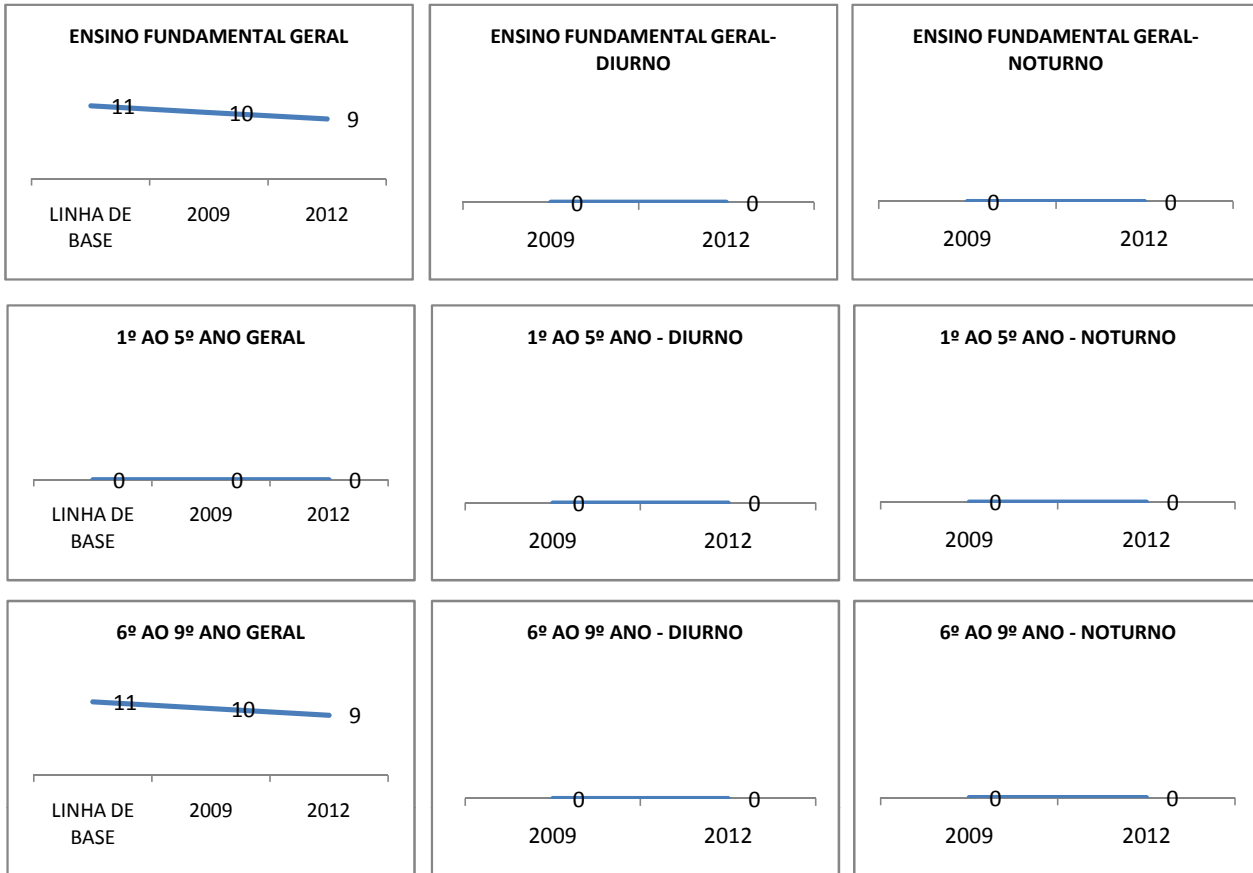 ENSINO FUNDAMENTAL GERAL
11
10
9
LINHA DE
BASE
2009
2012
ENSINO FUNDAMENTAL GERAL-
DIURNO
0
0
2009
2012
ENSINO FUNDAMENTAL GERAL-
NOTURNO
0
0
2009
2012
1º AO 5º ANO GERAL
0
0
0
LINHA DE
BASE
2009
2012
1º AO 5º ANO - DIURNO
0
0
2009
2012
1º AO 5º ANO - NOTURNO
0
0
2009
2012
6º AO 9º ANO GERAL
11
10
9
LINHA DE
BASE
2009
2012
6º AO 9º ANO - DIURNO
0
0
2009
2012
6º AO 9º ANO - NOTURNO
0
0
2009
2012